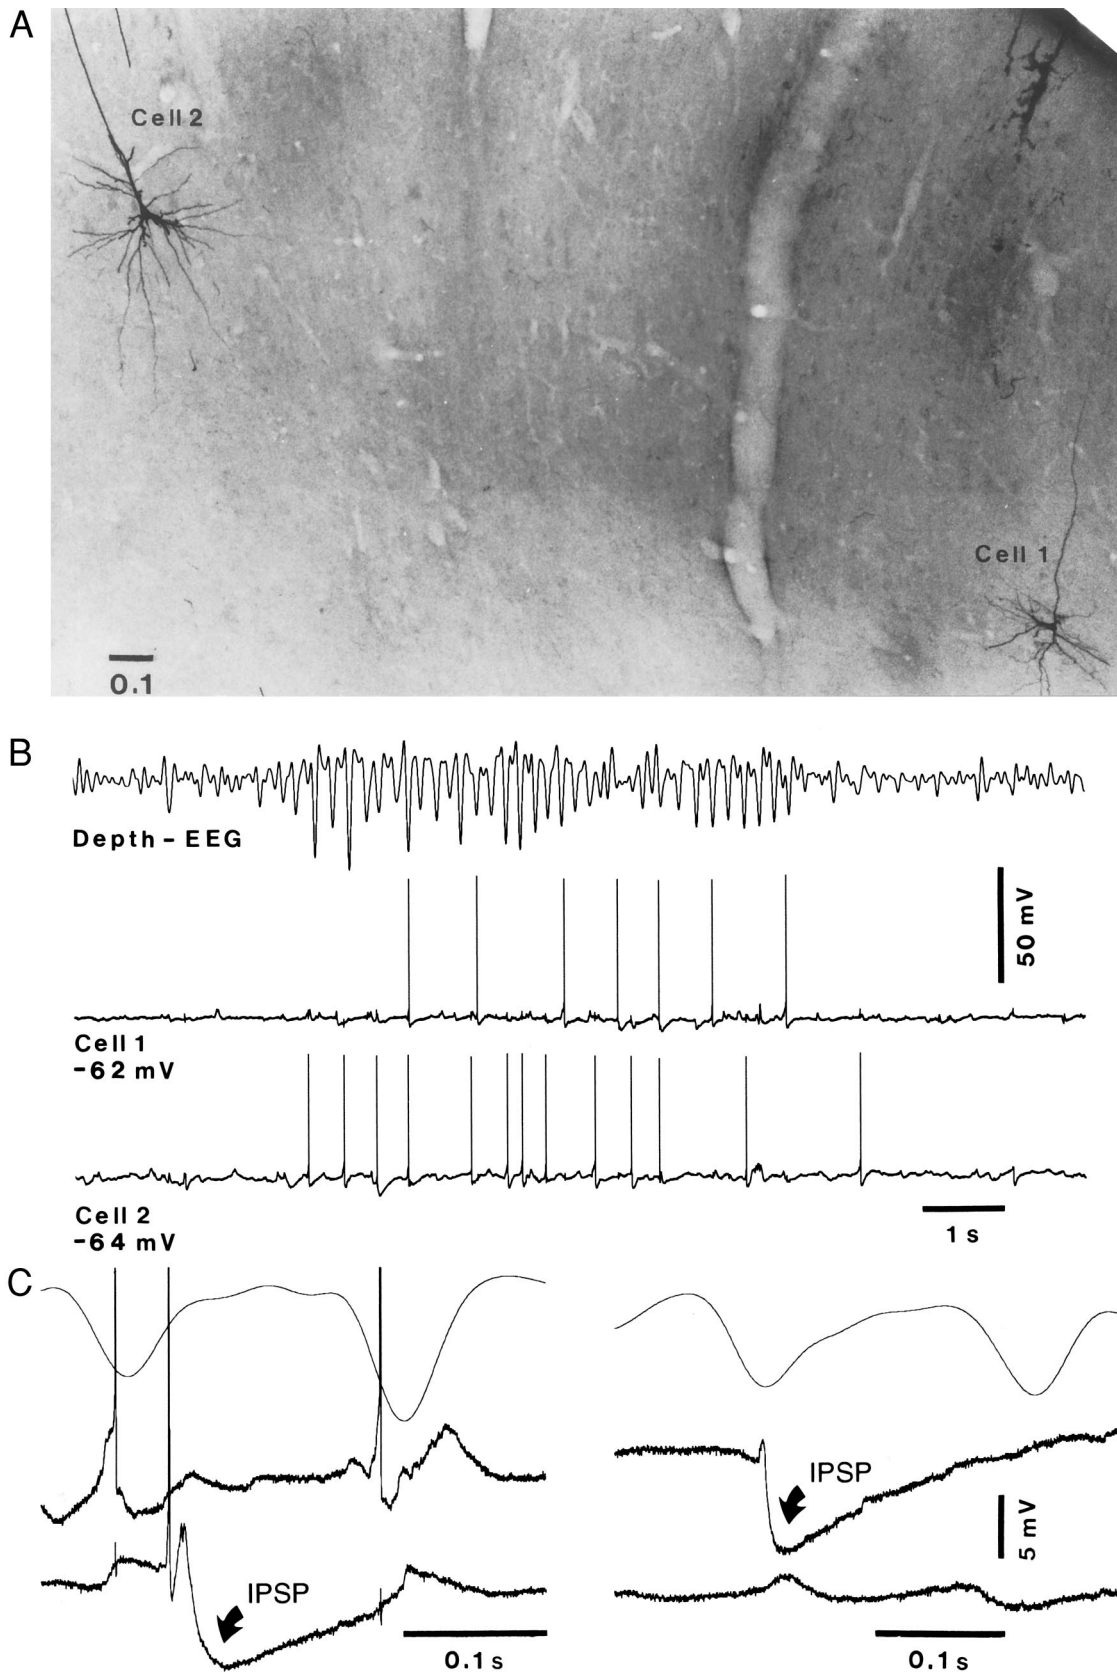 A
Cell 2
Cell 1
0.1
B
Depth - EEG
50 mV
Cell 1
-62 mV
Cell 2
-64 mV
1 s
C
IPSP
IPSP
5 mV
0.1 s
0.1 s